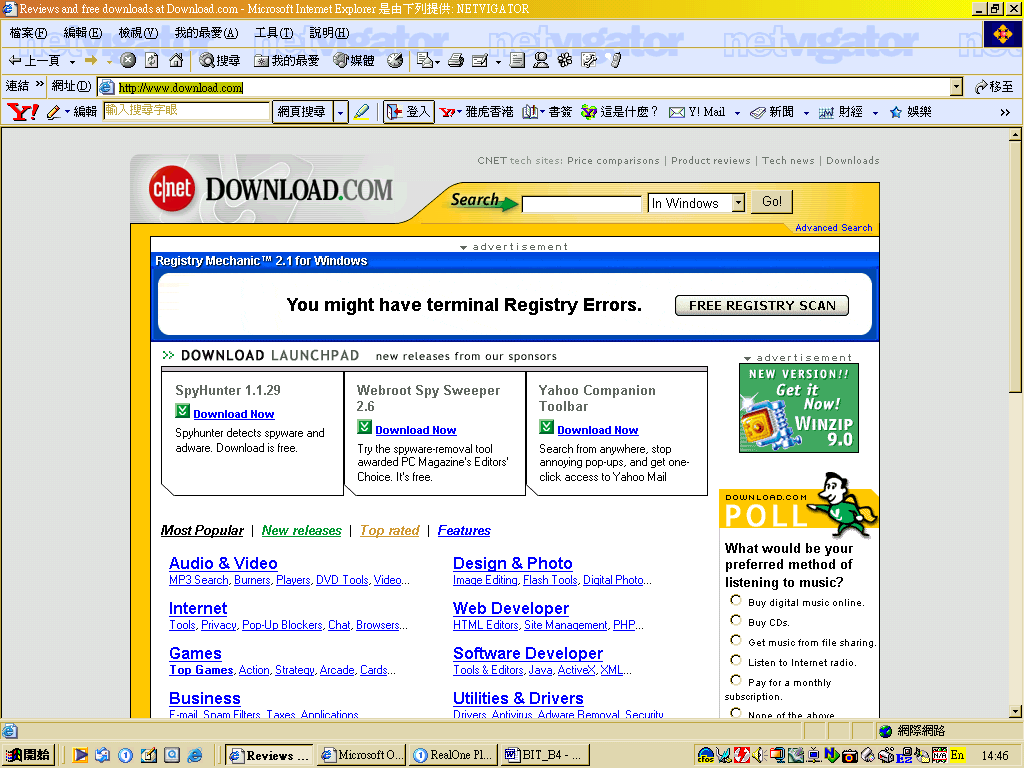 Reviews and free downloads at Download.com - Microsoft Internet Explorer 是由下列提供: NETVIGATOR
檔案(F) 編輯(E) 檢視(V) 我的最愛(A) 工具(T) 說明(H)
netvigator netvigator netvigator
上一頁 搜尋 我的最愛 媒體
連結 » 網址(D) http://www.download.com 移至
Y! 編輯 輸入搜尋字眼 網頁搜尋 登入 雅虎香港 書簽 這是什麼? Y! Mail 新聞 財經 娛樂 »
CNET tech sites: Price comparisons | Product reviews | Tech news | Downloads
c|net DOWNLOAD.COM
Search In Windows Go!
Advanced Search
advertisement
Registry Mechanic™ 2.1 for Windows
You might have terminal Registry Errors. FREE REGISTRY SCAN
>> DOWNLOAD LAUNCHPAD new releases from our sponsors
SpyHunter 1.1.29
Download Now
Spyhunter detects spyware and
adware. Download is free.
Webroot Spy Sweeper
2.6
Download Now
Try the spyware-removal tool
awarded PC Magazine's Editors'
Choice. It's free.
Yahoo Companion
Toolbar
Download Now
Search from anywhere, stop
annoying pop-ups, and get one-
click access to Yahoo Mail
advertisement
NEW VERSION!!
Get it
Now!
WINZIP
9.0
Most Popular | New releases | Top rated | Features
Audio & Video
MP3 Search, Burners, Players, DVD Tools, Video...
Internet
Tools, Privacy, Pop-Up Blockers, Chat, Browsers...
Games
Top Games, Action, Strategy, Arcade, Cards...
Business
E-mail, Spam Filters, Taxes, Applications
Design & Photo
Image Editing, Flash Tools, Digital Photo...
Web Developer
HTML Editors, Site Management, PHP...
Software Developer
Tools & Editors, Java, ActiveX, XML...
Utilities & Drivers
Drivers, Antivirus, Adware Removal, Security
DOWNLOAD.COM
POLL
What would be your
preferred method of
listening to music?
Buy digital music online.
Buy CDs.
Get music from file sharing.
Listen to Internet radio.
Pay for a monthly
subscription.
None of the above
網際網路
開始 Reviews ... Microsoft O... RealOne Pl... BIT_B4 - ... cFos En 14:46